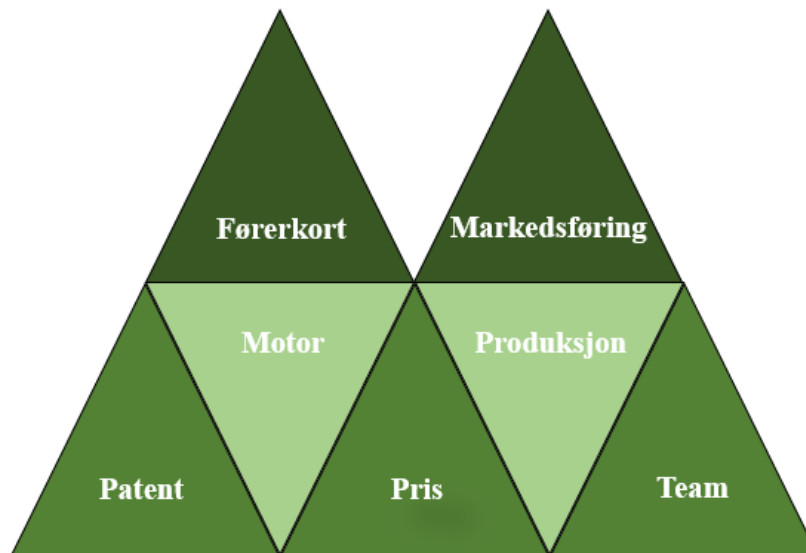 Førerkort
Markedsføring
Motor
Produksjon
Patent
Pris
Team